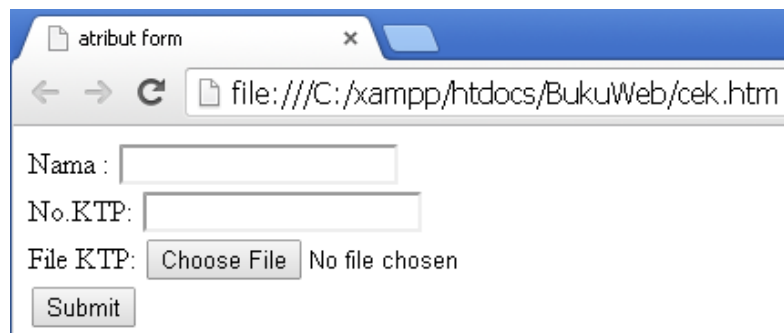 atribut form
file:///C:/xampp/htdocs/BukuWeb/cek.htm
Nama :
No.KTP:
File KTP: Choose File No file chosen
Submit